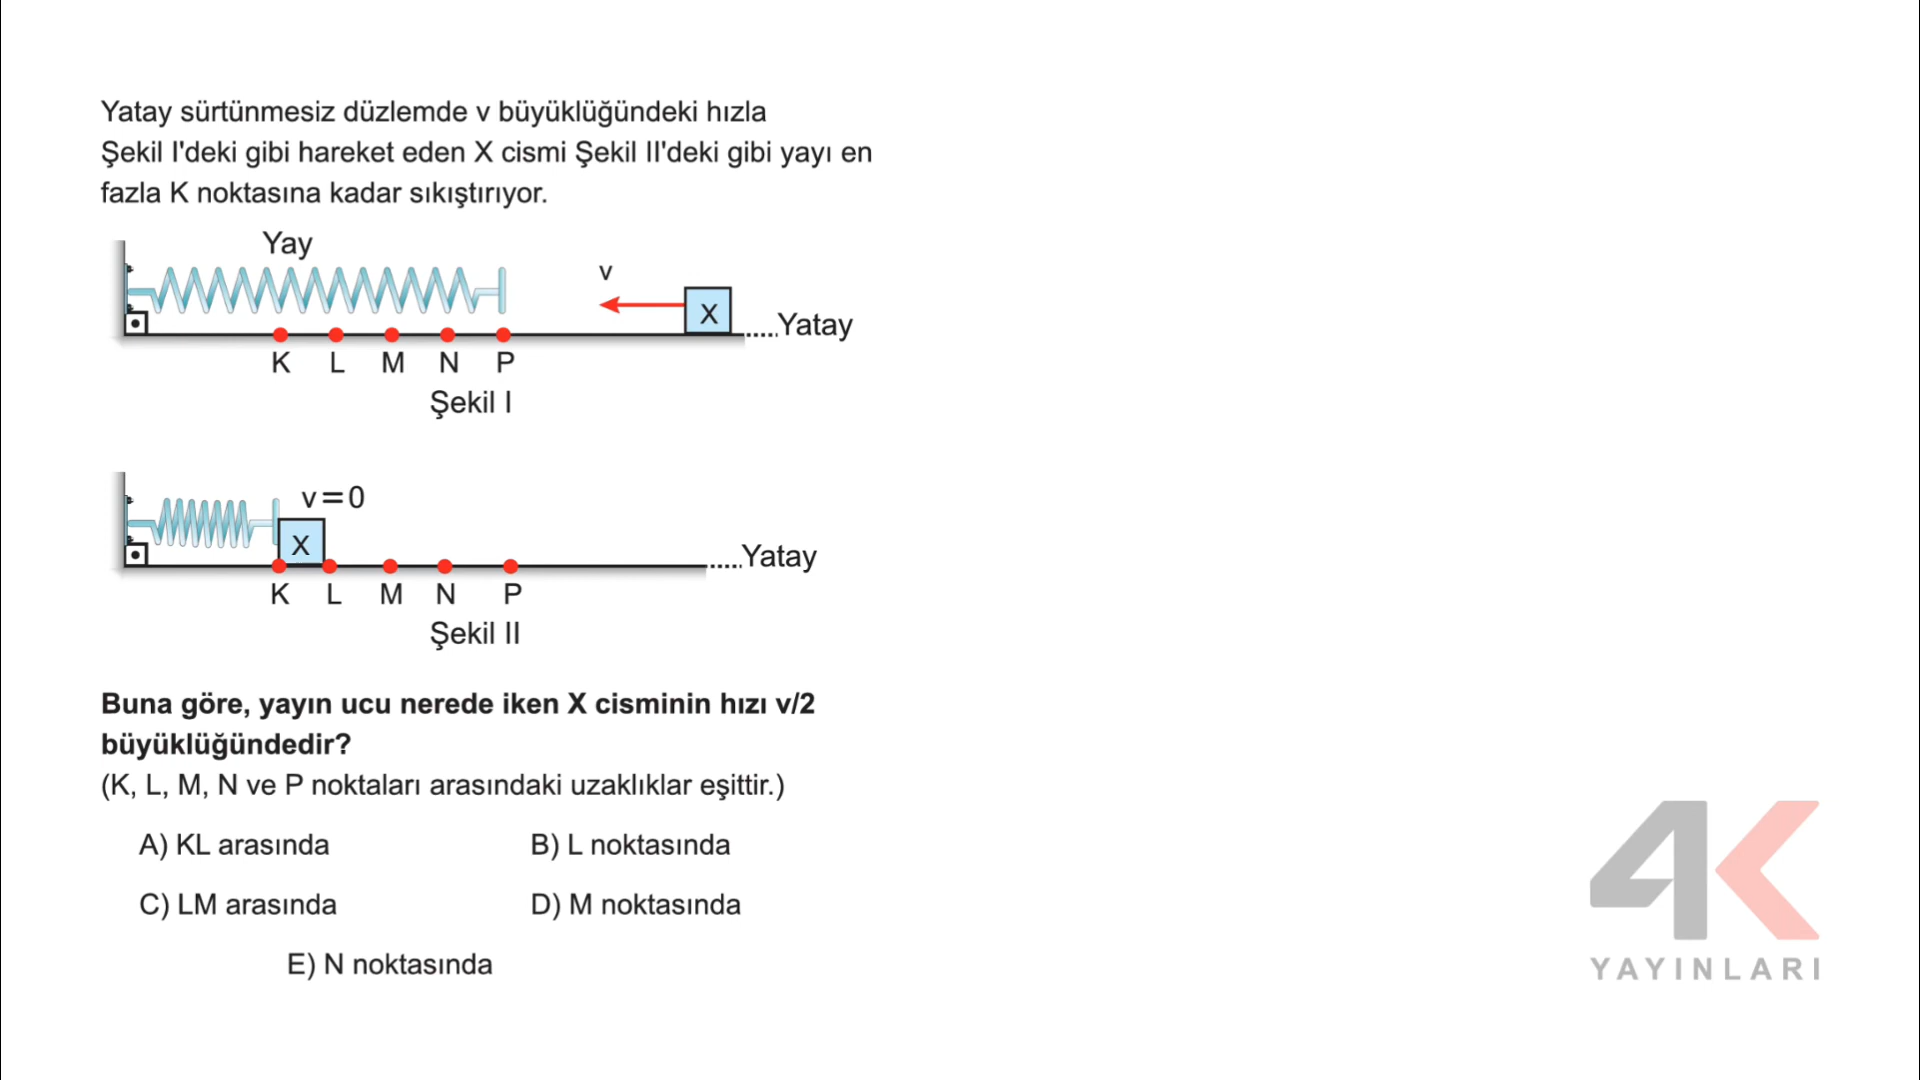 Yatay sürtünmesiz düzlemde v büyüklüğündeki hızla
Şekil I'deki gibi hareket eden X cismi Şekil II'deki gibi yayı en
fazla K noktasına kadar sıkıştırıyor.
Yay
v
X
Yatay
K L M N P
Şekil I
v=0
X
Yatay
K L M N P
Şekil II
Buna göre, yayın ucu nerede iken X cisminin hızı v/2
büyüklüğündedir?
(K, L, M, N ve P noktaları arasındaki uzaklıklar eşittir.)
A) KL arasında B) L noktasında
C) LM arasında D) M noktasında
E) N noktasında
4K
YAYINLARI